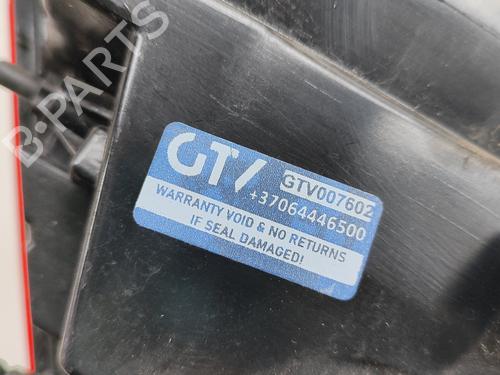 B-PARTS
GTV
GTV007602
+37064446500
WARRANTY VOID & NO RETURNS
IF SEAL DAMAGED!